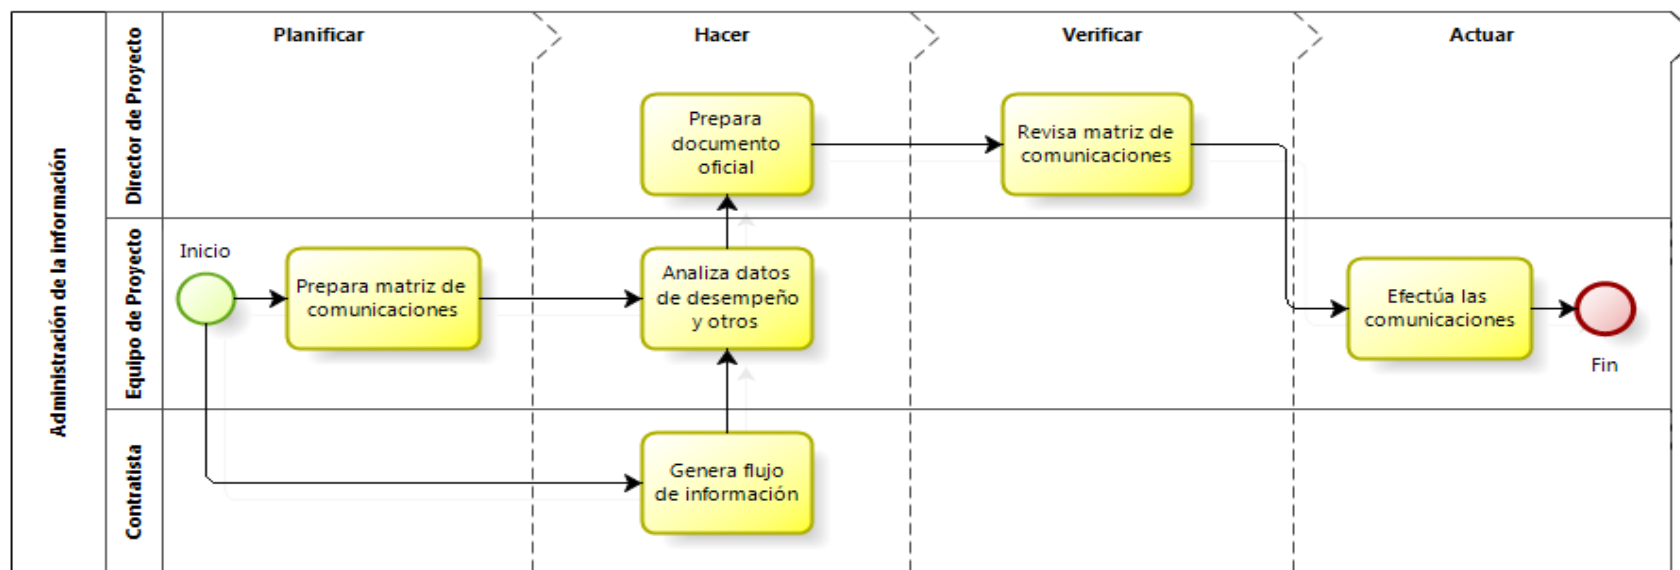 Administración de la información
Planificar
Hacer
Verificar
Actuar
Director de Proyecto
Prepara
documento
oficial
Revisa matriz de
comunicaciones
Equipo de Proyecto
Inicio
Prepara matriz de
comunicaciones
Analiza datos
de desempeño
y otros
Efectúa las
comunicaciones
Fin
Contratista
Genera flujo
de información